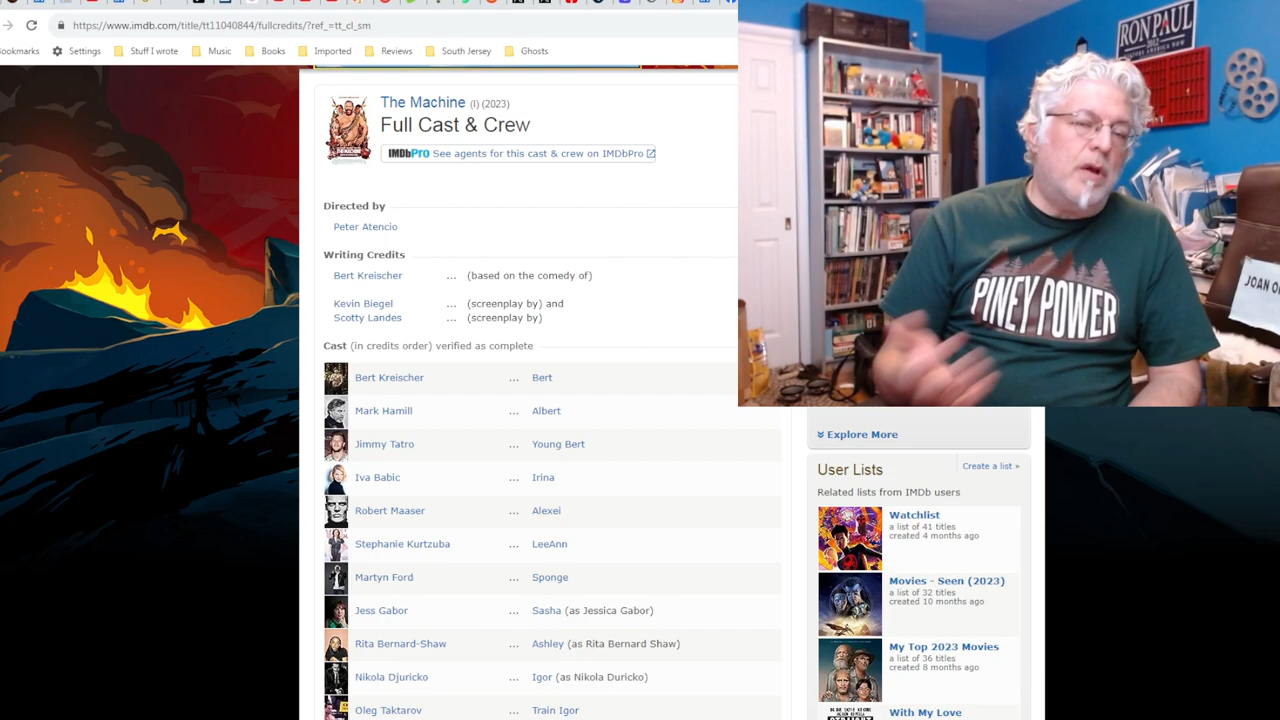 https://www.imdb.com/title/tt11040844/fullcredits/?ref_=tt_cl_sm
ookmarks Settings Stuff I wrote Music Books Imported Reviews South Jersey Ghosts
The Machine (I) (2023)
Full Cast & Crew
IMDbPro See agents for this cast & crew on IMDbPro
Directed by
Peter Atencio
Writing Credits
Bert Kreischer ... (based on the comedy of)
Kevin Biegel ... (screenplay by) and
Scotty Landes ... (screenplay by)
Cast (in credits order) verified as complete
Bert Kreischer ... Bert
Mark Hamill ... Albert
Jimmy Tatro ... Young Bert
Iva Babic ... Irina
Robert Maaser ... Alexei
Stephanie Kurtzuba ... LeeAnn
Martyn Ford ... Sponge
Jess Gabor ... Sasha (as Jessica Gabor)
Rita Bernard-Shaw ... Ashley (as Rita Bernard Shaw)
Nikola Djuricko ... Igor (as Nikola Duricko)
Oleg Taktarov ... Train Igor
RON PAUL
PINEY POWER
JOAN O
Explore More
User Lists
Create a list »
Related lists from IMDb users
Watchlist
a list of 41 titles
created 4 months ago
Movies - Seen (2023)
a list of 32 titles
created 10 months ago
My Top 2023 Movies
a list of 36 titles
created 8 months ago
With My Love